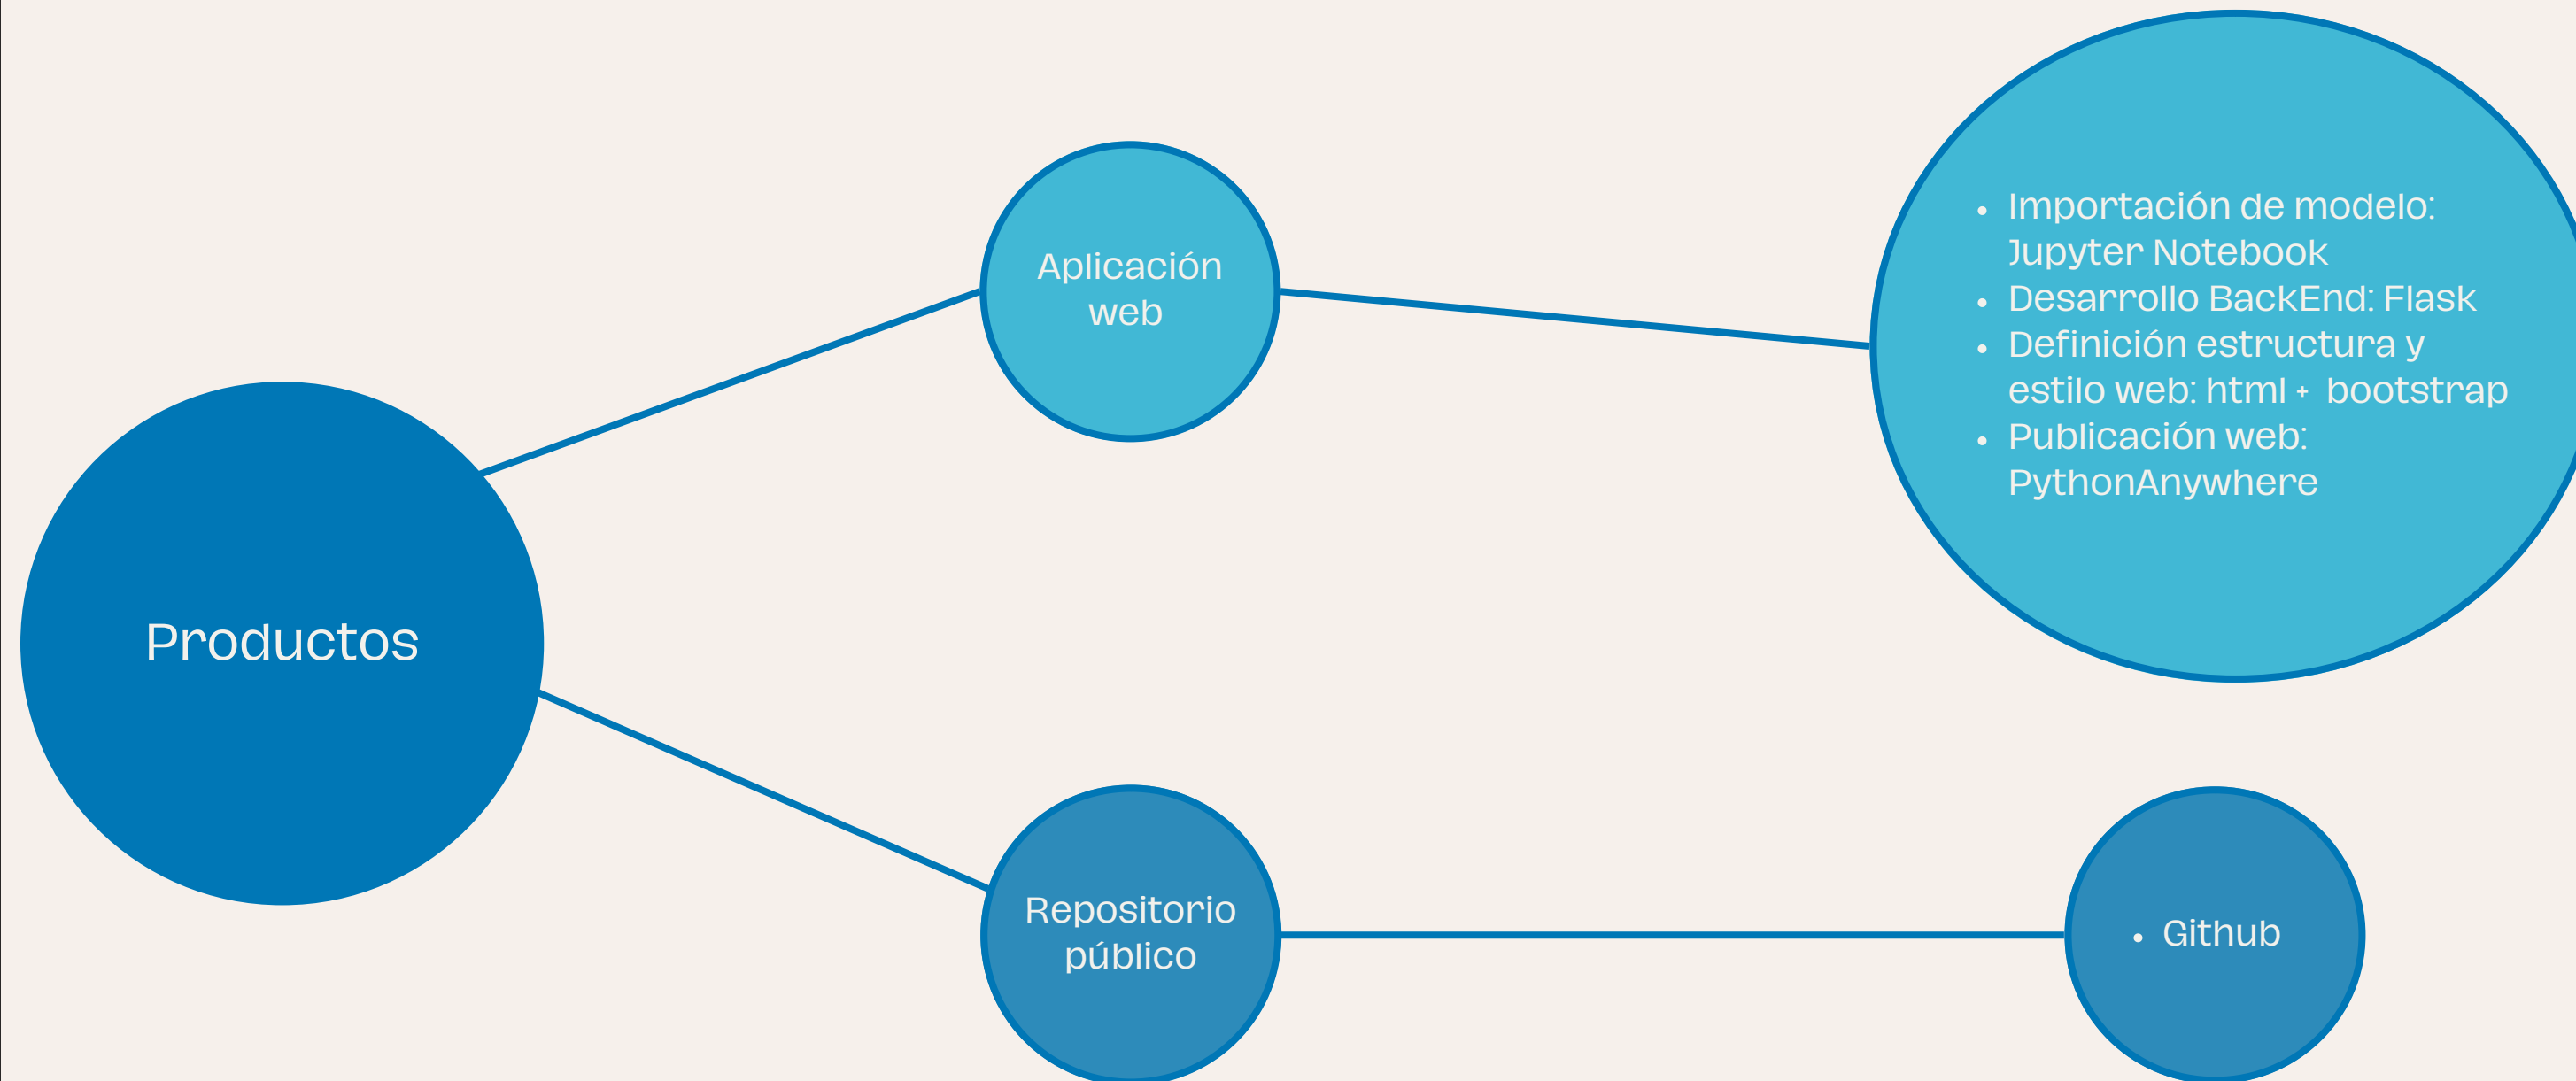 Productos
Aplicación
web
• Importación de modelo:
Jupyter Notebook
• Desarrollo BackEnd: Flask
• Definición estructura y
estilo web: html + bootstrap
• Publicación web:
PythonAnywhere
Repositorio
público
• Github